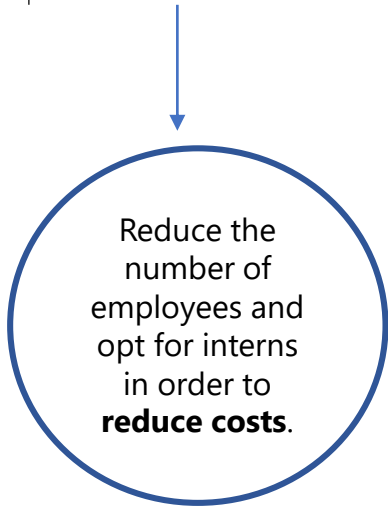 Reduce the
number of
employees and
opt for interns
in order to
reduce costs.